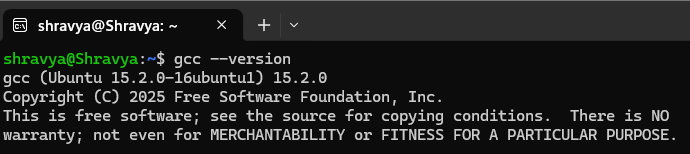 shravya@Shravya: ~
shravya@Shravya:~$ gcc --version
gcc (Ubuntu 15.2.0-16ubuntu1) 15.2.0
Copyright (C) 2025 Free Software Foundation, Inc.
This is free software; see the source for copying conditions.  There is NO
warranty; not even for MERCHANTABILITY or FITNESS FOR A PARTICULAR PURPOSE.